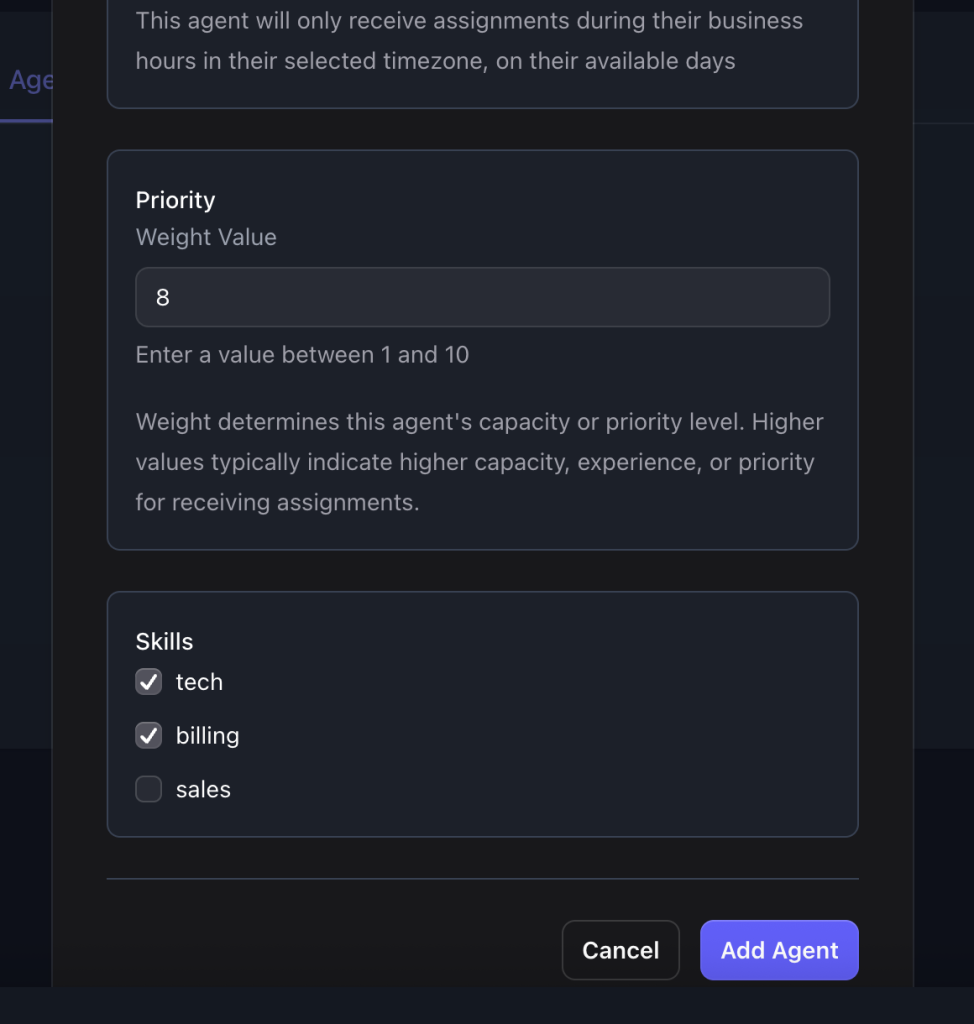 This agent will only receive assignments during their business
hours in their selected timezone, on their available days
Age
Priority
Weight Value
8
Enter a value between 1 and 10
Weight determines this agent's capacity or priority level. Higher
values typically indicate higher capacity, experience, or priority
for receiving assignments.
Skills
tech
billing
sales
Cancel
Add Agent